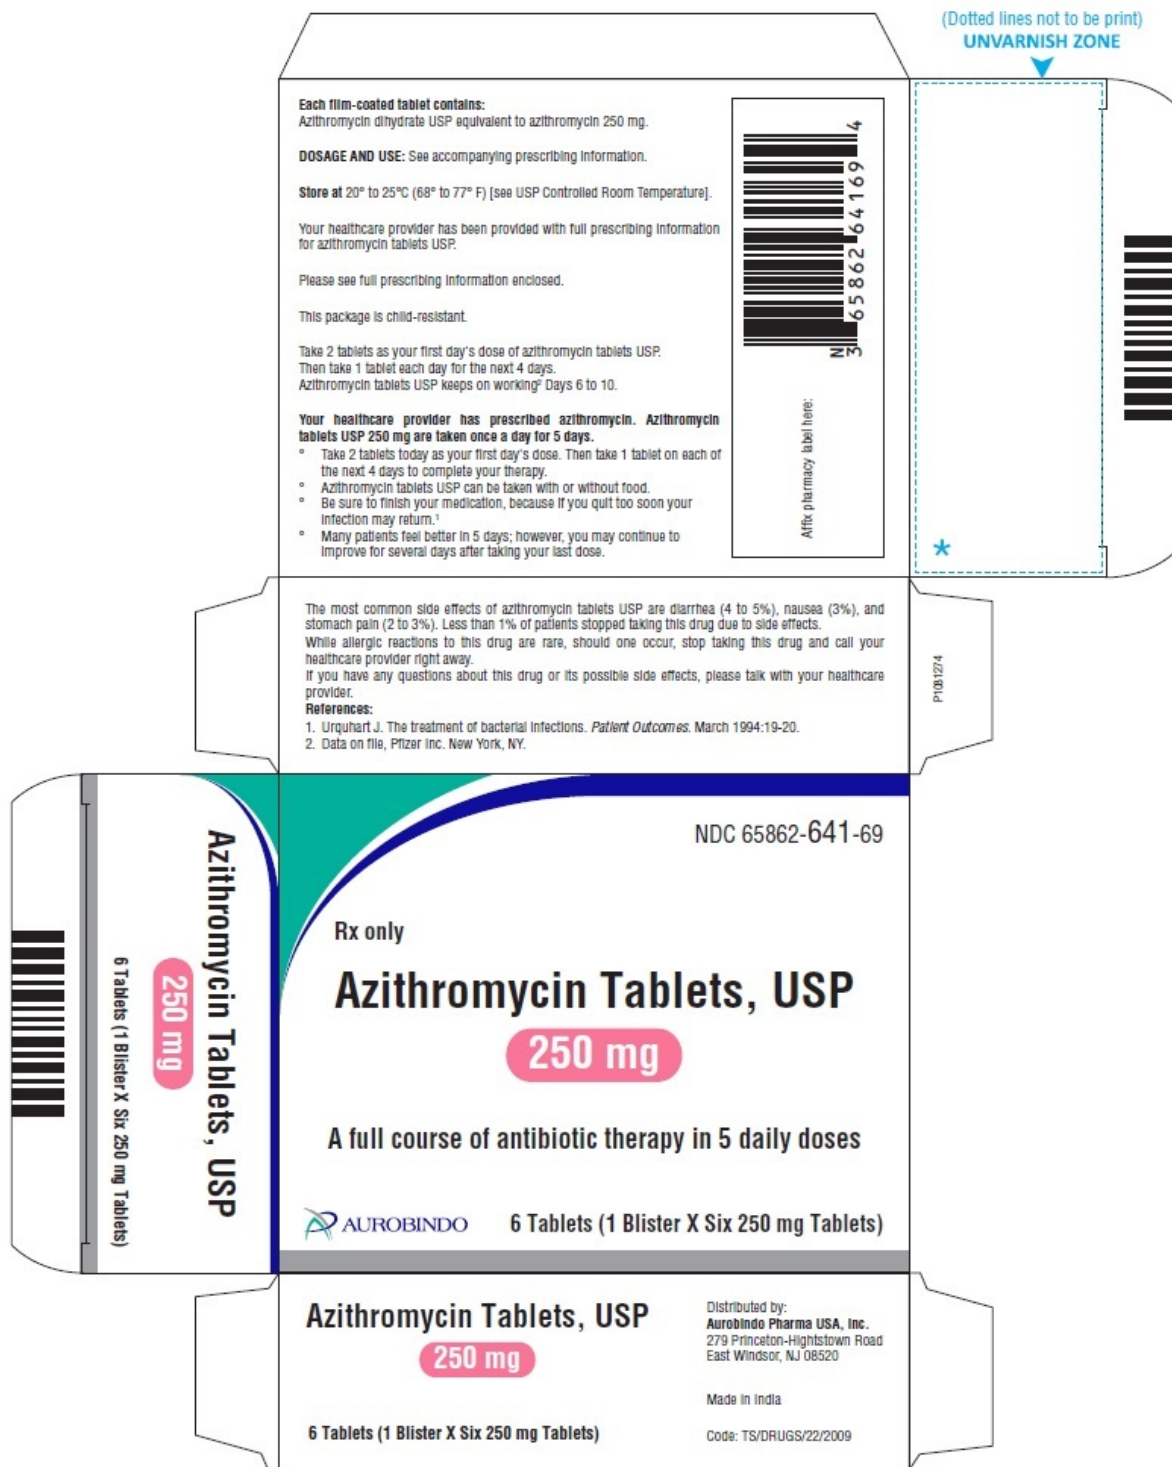 (Dotted lines not to be print)
UNVARNISH ZONE
Each film-coated tablet contains:
Azithromycin dihydrate USP equivalent to azithromycin 250 mg.
DOSAGE AND USE: See accompanying prescribing information.
Store at 20° to 25°C (68° to 77° F) [see USP Controlled Room Temperature].
Your healthcare provider has been provided with full prescribing information
for azithromycin tablets USP.
Please see full prescribing information enclosed.
This package is child-resistant.
Take 2 tablets as your first day's dose of azithromycin tablets USP.
Then take 1 tablet each day for the next 4 days.
Azithromycin tablets USP keeps on working² Days 6 to 10.
Your healthcare provider has prescribed azithromycin. Azithromycin
tablets USP 250 mg are taken once a day for 5 days.
° Take 2 tablets today as your first day's dose. Then take 1 tablet on each of
the next 4 days to complete your therapy.
° Azithromycin tablets USP can be taken with or without food.
° Be sure to finish your medication, because if you quit too soon your
infection may return.¹
° Many patients feel better in 5 days; however, you may continue to
improve for several days after taking your last dose.
N
3 65862 64169 4
Affix pharmacy label here:
*
The most common side effects of azithromycin tablets USP are diarrhea (4 to 5%), nausea (3%), and
stomach pain (2 to 3%). Less than 1% of patients stopped taking this drug due to side effects.
While allergic reactions to this drug are rare, should one occur, stop taking this drug and call your
healthcare provider right away.
If you have any questions about this drug or its possible side effects, please talk with your healthcare
provider.
References:
1. Urquhart J. The treatment of bacterial infections. Patient Outcomes. March 1994:19-20.
2. Data on file, Pfizer Inc. New York, NY.
P1081274
Azithromycin Tablets, USP
250 mg
6 Tablets (1 Blister X Six 250 mg Tablets)
NDC 65862-641-69
Rx only
Azithromycin Tablets, USP
250 mg
A full course of antibiotic therapy in 5 daily doses
AUROBINDO
6 Tablets (1 Blister X Six 250 mg Tablets)
Azithromycin Tablets, USP
250 mg
6 Tablets (1 Blister X Six 250 mg Tablets)
Distributed by:
Aurobindo Pharma USA, Inc.
279 Princeton-Hightstown Road
East Windsor, NJ 08520
Made in India
Code: TS/DRUGS/22/2009